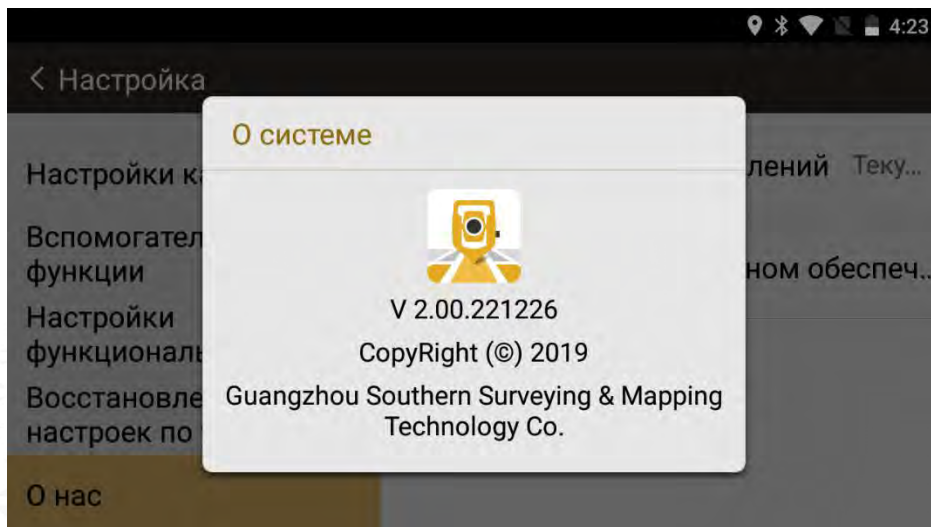 4:23
< Настройка
О системе
Настройки к
лений Теку...
Вспомогател
функции
ном обеспеч..
Настройки
функциональ
Восстановле
настроек по
О нас
V 2.00.221226
CopyRight (©) 2019
Guangzhou Southern Surveying & Mapping
Technology Co.